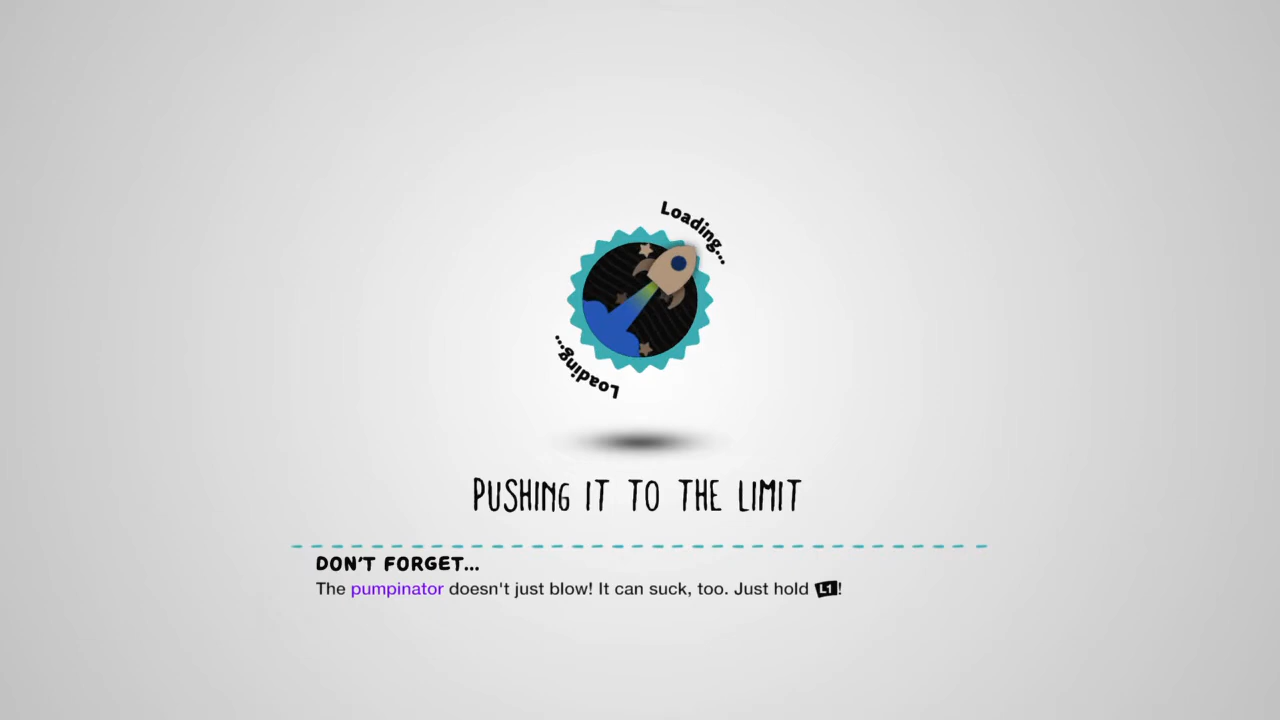 Loading...
Loading...
PUSHING IT TO THE LIMIT
DON'T FORGET...
The pumpinator doesn't just blow! It can suck, too. Just hold L1!